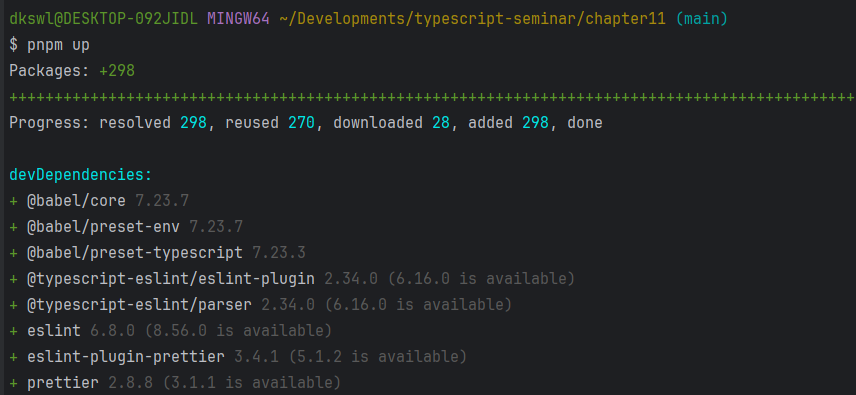 dkswl@DESKTOP-092JIDL MINGW64 ~/Developments/typescript-seminar/chapter11 (main)
$ pnpm up
Packages: +298
++++++++++++++++++++++++++++++++++++++++++++++++++++++++++++++++++++++++++++++++++++++++++++++
Progress: resolved 298, reused 270, downloaded 28, added 298, done
devDependencies:
+ @babel/core 7.23.7
+ @babel/preset-env 7.23.7
+ @babel/preset-typescript 7.23.3
+ @typescript-eslint/eslint-plugin 2.34.0 (6.16.0 is available)
+ @typescript-eslint/parser 2.34.0 (6.16.0 is available)
+ eslint 6.8.0 (8.56.0 is available)
+ eslint-plugin-prettier 3.4.1 (5.1.2 is available)
+ prettier 2.8.8 (3.1.1 is available)